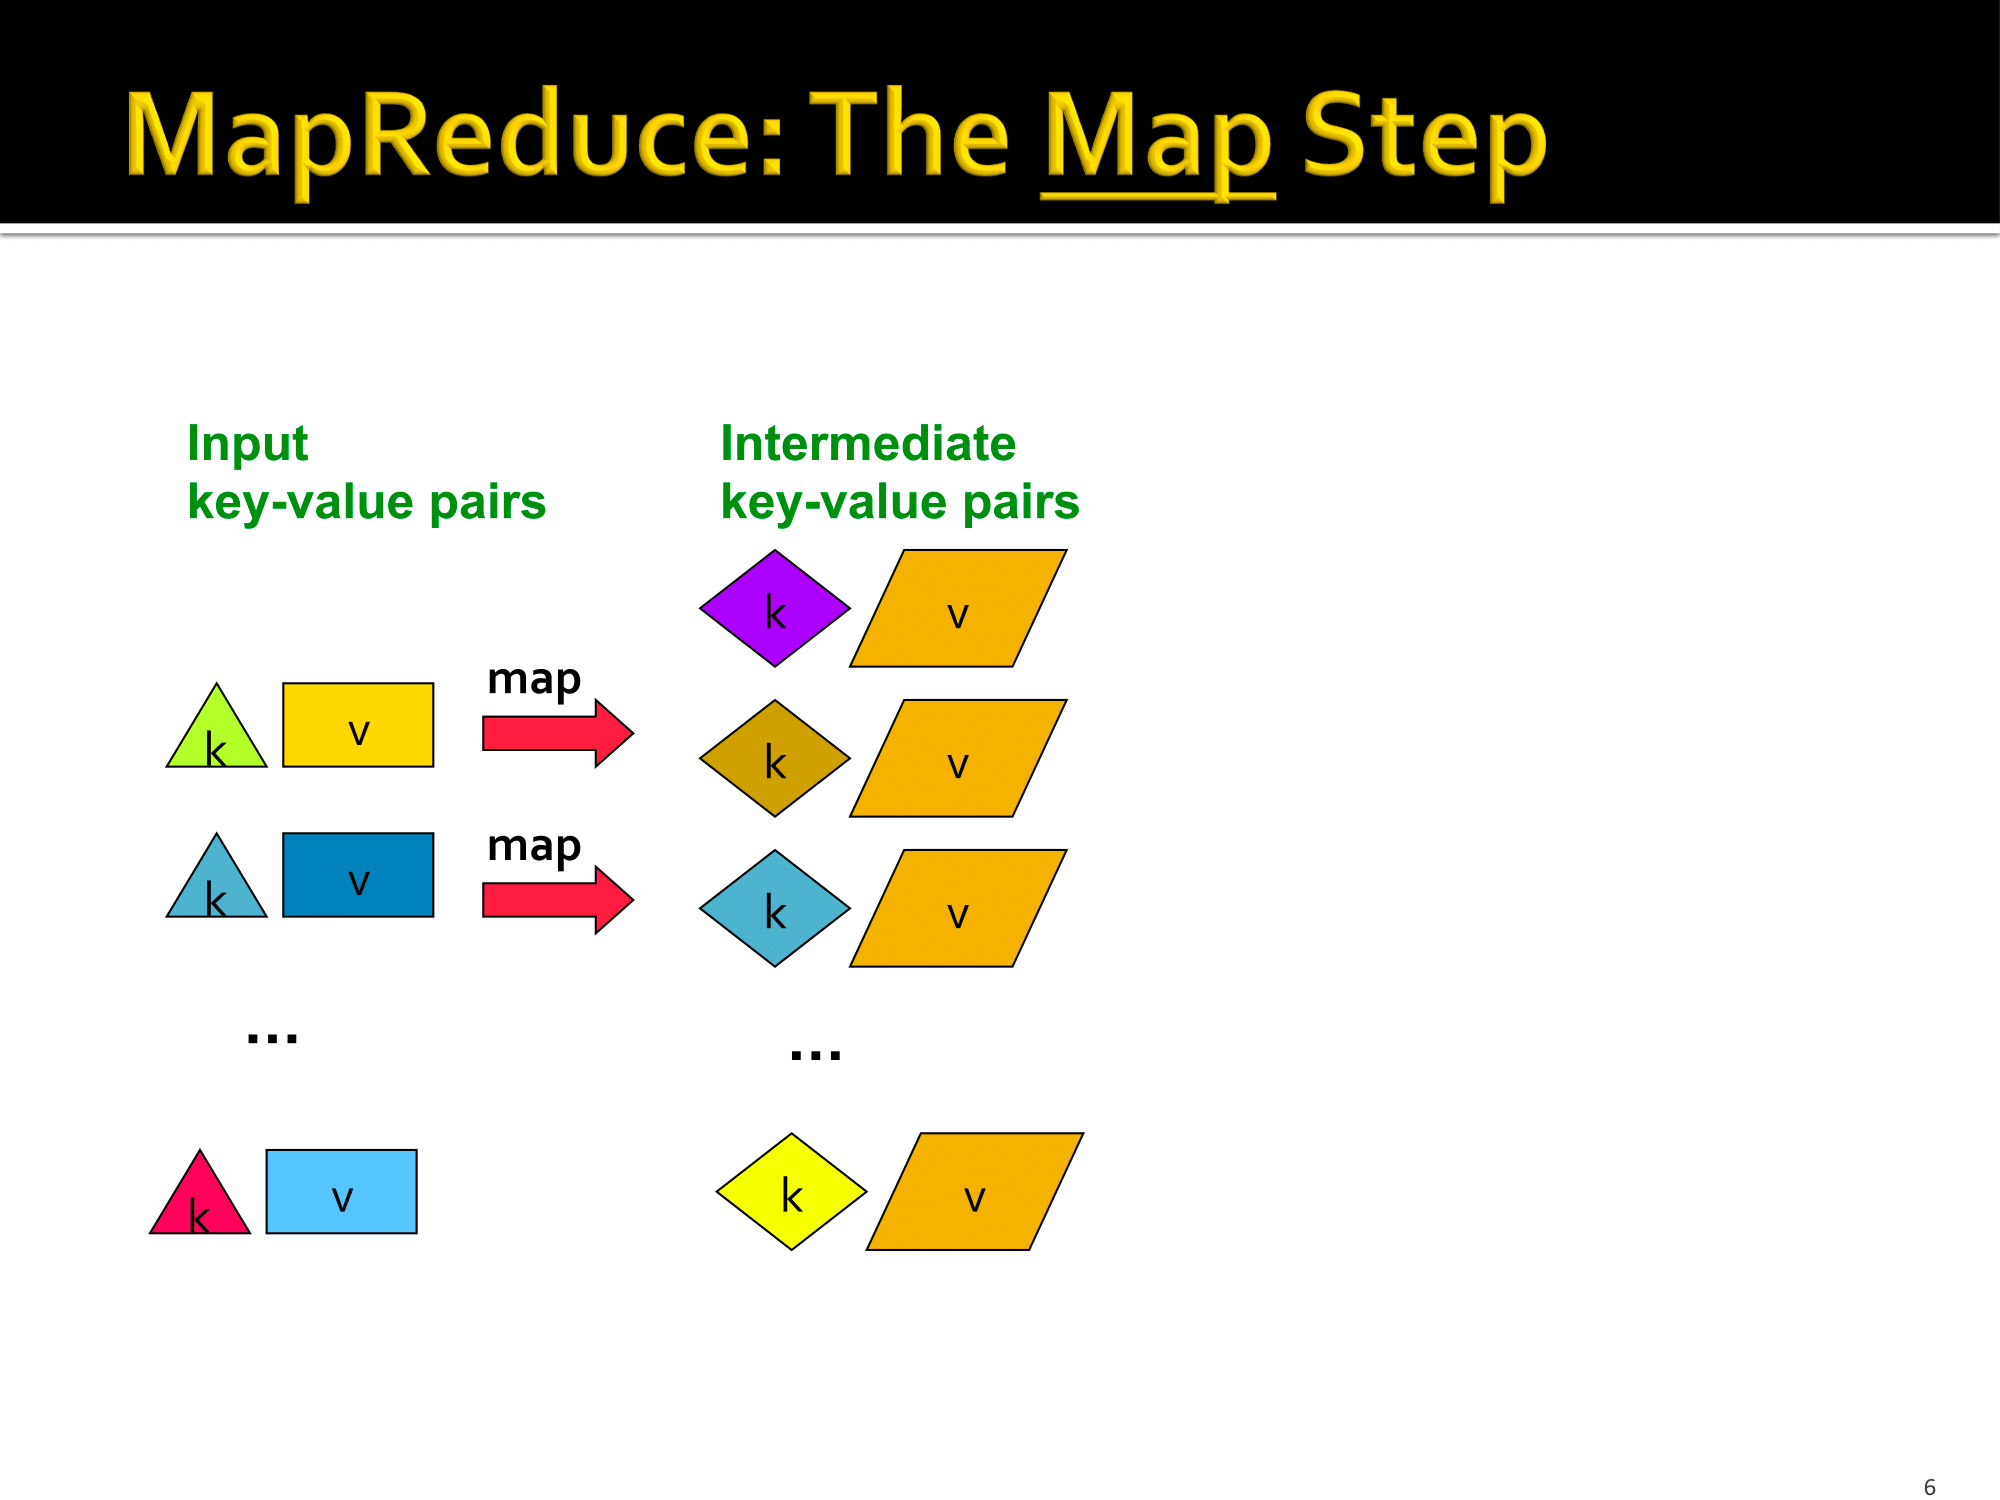 MapReduce: The Map Step
Input
key-value pairs
Intermediate
key-value pairs
k v
map
k v
k v
k v
map
k v
k v
...
...
k v
k v
6